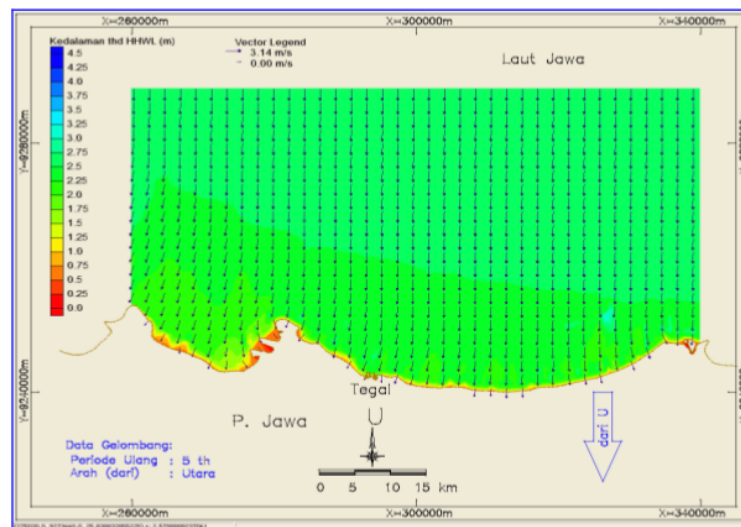 X=260000m
X=300000m
X=340000m
Kedalaman thd HHWL (m)
4.5
4.25
4.0
3.75
3.5
3.25
3.0
2.75
2.5
2.25
2.0
1.75
1.5
1.25
1.0
0.75
0.5
0.25
0.0
Vector Legend
3.14 m/s
0.00 m/s
Laut Jawa
Y=9280000m
Y=9240000m
Tegal
P. Jawa
U
dari U
Data Gelombang:
Periode Ulang : 5 th
Arah (dari) : Utara
0 5 10 15 km
X=260000m
X=300000m
X=340000m